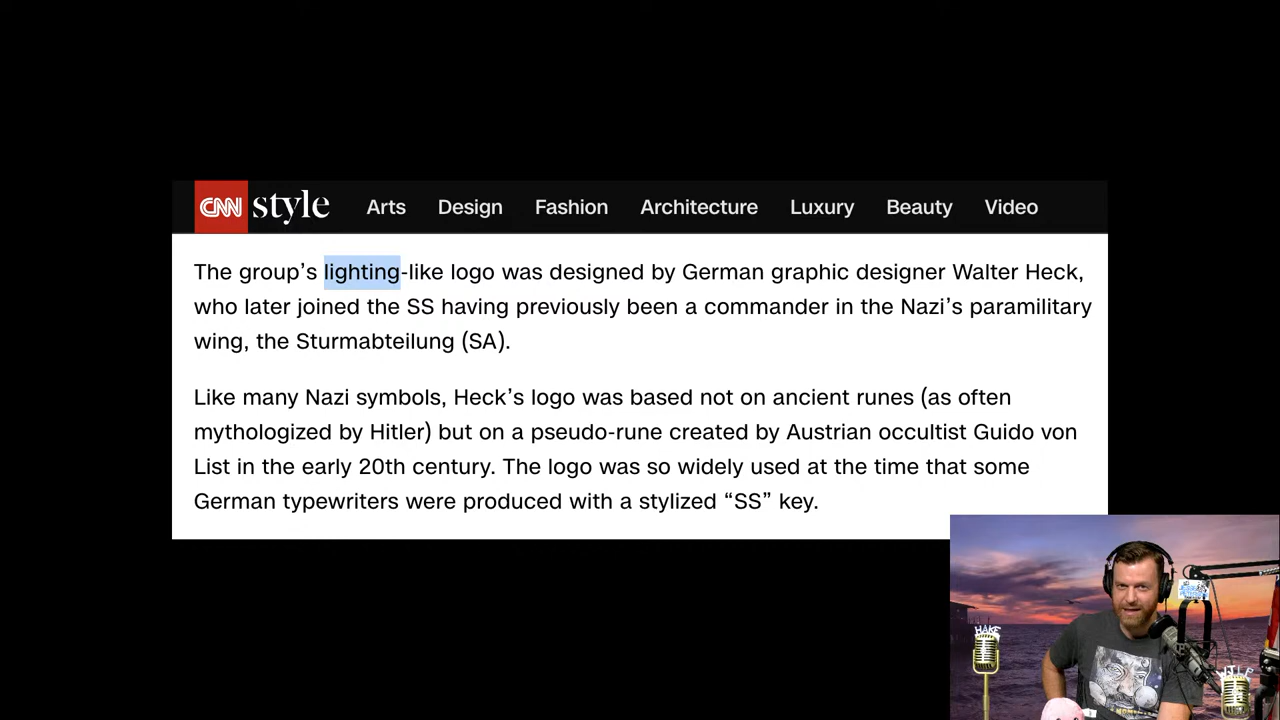 CNN style Arts Design Fashion Architecture Luxury Beauty Video
The group’s lighting-like logo was designed by German graphic designer Walter Heck,
who later joined the SS having previously been a commander in the Nazi’s paramilitary
wing, the Sturmabteilung (SA).
Like many Nazi symbols, Heck’s logo was based not on ancient runes (as often
mythologized by Hitler) but on a pseudo-rune created by Austrian occultist Guido von
List in the early 20th century. The logo was so widely used at the time that some
German typewriters were produced with a stylized “SS” key.
HAKE
JLP